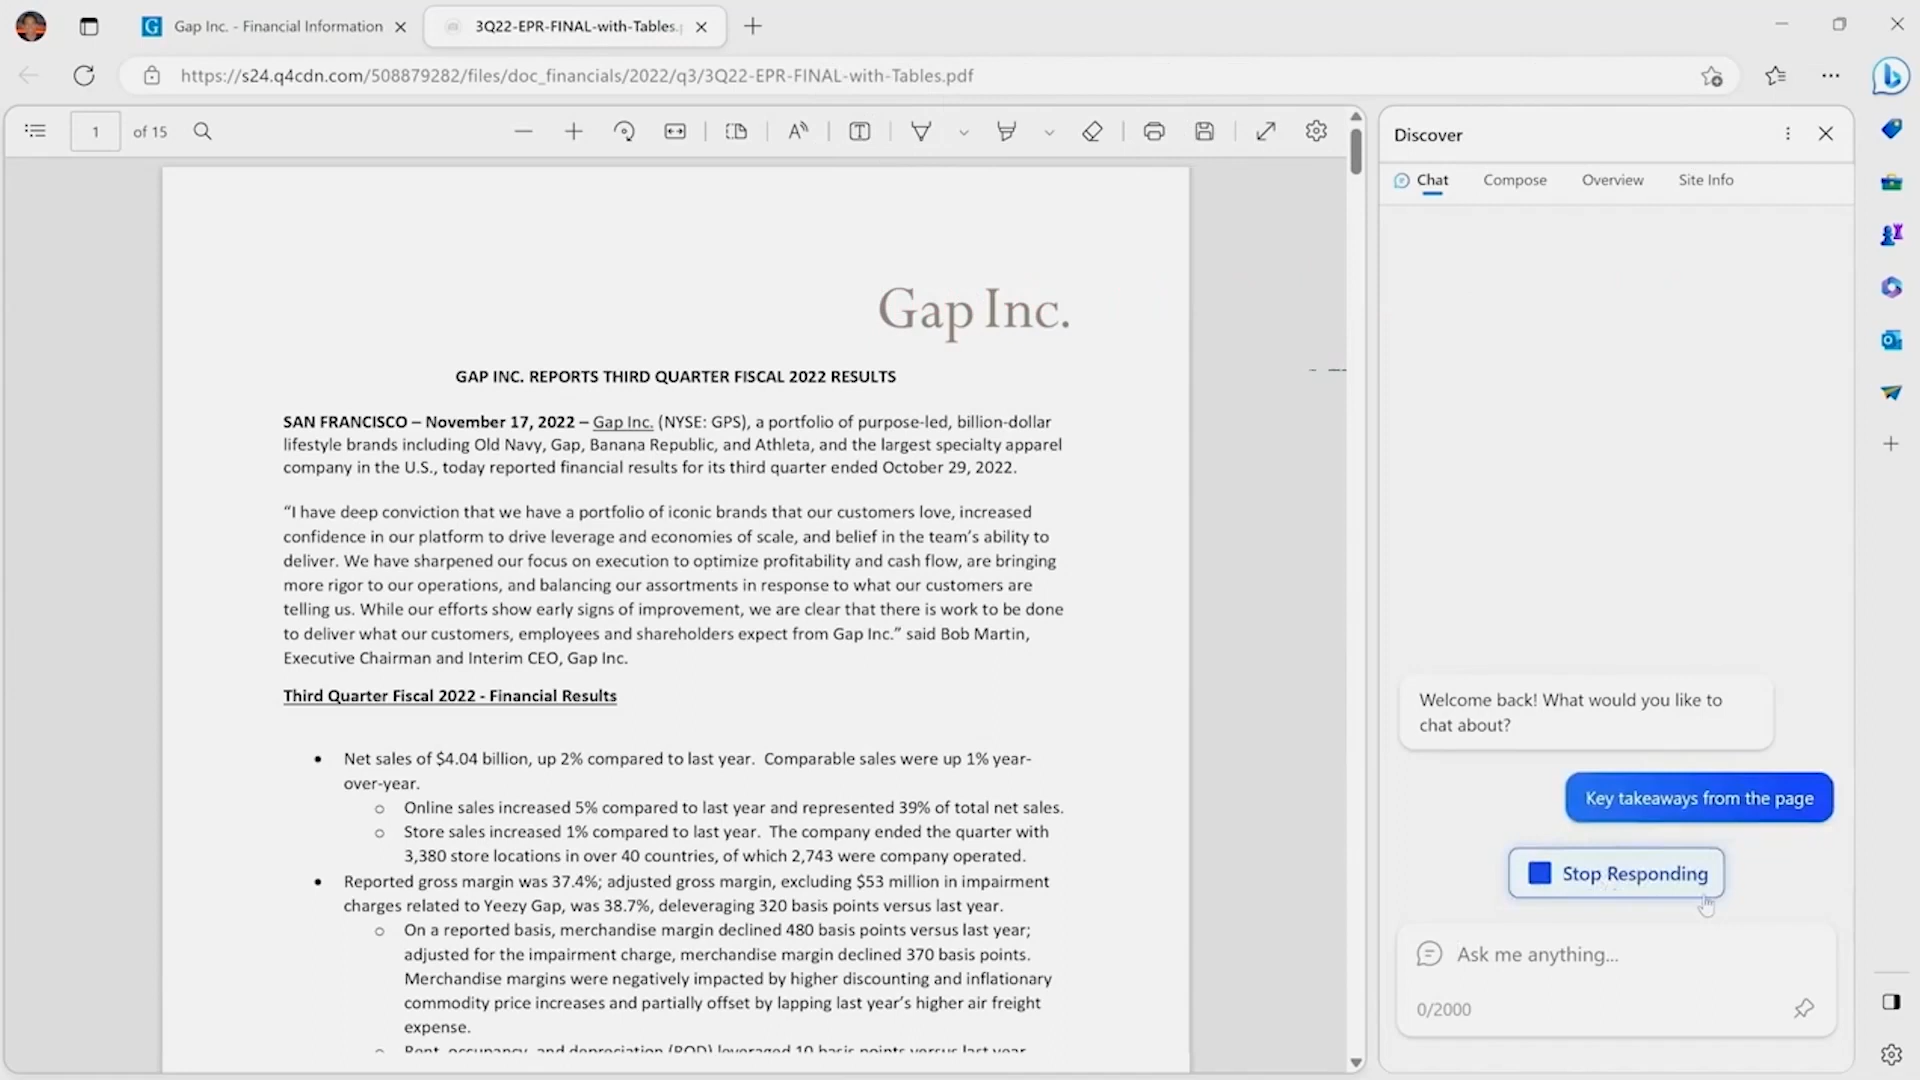 Gap Inc. - Financial Information
3Q22-EPR-FINAL-with-Tables.
https://s24.q4cdn.com/508879282/files/doc_financials/2022/q3/3Q22-EPR-FINAL-with-Tables.pdf
1 of 15
Gap Inc.
GAP INC. REPORTS THIRD QUARTER FISCAL 2022 RESULTS
SAN FRANCISCO – November 17, 2022 – Gap Inc. (NYSE: GPS), a portfolio of purpose-led, billion-dollar
lifestyle brands including Old Navy, Gap, Banana Republic, and Athleta, and the largest specialty apparel
company in the U.S., today reported financial results for its third quarter ended October 29, 2022.
“I have deep conviction that we have a portfolio of iconic brands that our customers love, increased
confidence in our platform to drive leverage and economies of scale, and belief in the team’s ability to
deliver. We have sharpened our focus on execution to optimize profitability and cash flow, are bringing
more rigor to our operations, and balancing our assortments in response to what our customers are
telling us. While our efforts show early signs of improvement, we are clear that there is work to be done
to deliver what our customers, employees and shareholders expect from Gap Inc.” said Bob Martin,
Executive Chairman and Interim CEO, Gap Inc.
Third Quarter Fiscal 2022 - Financial Results
• Net sales of $4.04 billion, up 2% compared to last year. Comparable sales were up 1% year-
over-year.
o Online sales increased 5% compared to last year and represented 39% of total net sales.
o Store sales increased 1% compared to last year. The company ended the quarter with
3,380 store locations in over 40 countries, of which 2,743 were company operated.
• Reported gross margin was 37.4%; adjusted gross margin, excluding $53 million in impairment
charges related to Yeezy Gap, was 38.7%, deleveraging 320 basis points versus last year.
o On a reported basis, merchandise margin declined 480 basis points versus last year;
adjusted for the impairment charge, merchandise margin declined 370 basis points.
Merchandise margins were negatively impacted by higher discounting and inflationary
commodity price increases and partially offset by lapping last year’s higher air freight
expense.
o Rent, occupancy, and depreciation (ROD) leveraged 10 basis points versus last year
Discover
Chat Compose Overview Site Info
Welcome back! What would you like to
chat about?
Key takeaways from the page
Stop Responding
Ask me anything...
0/2000